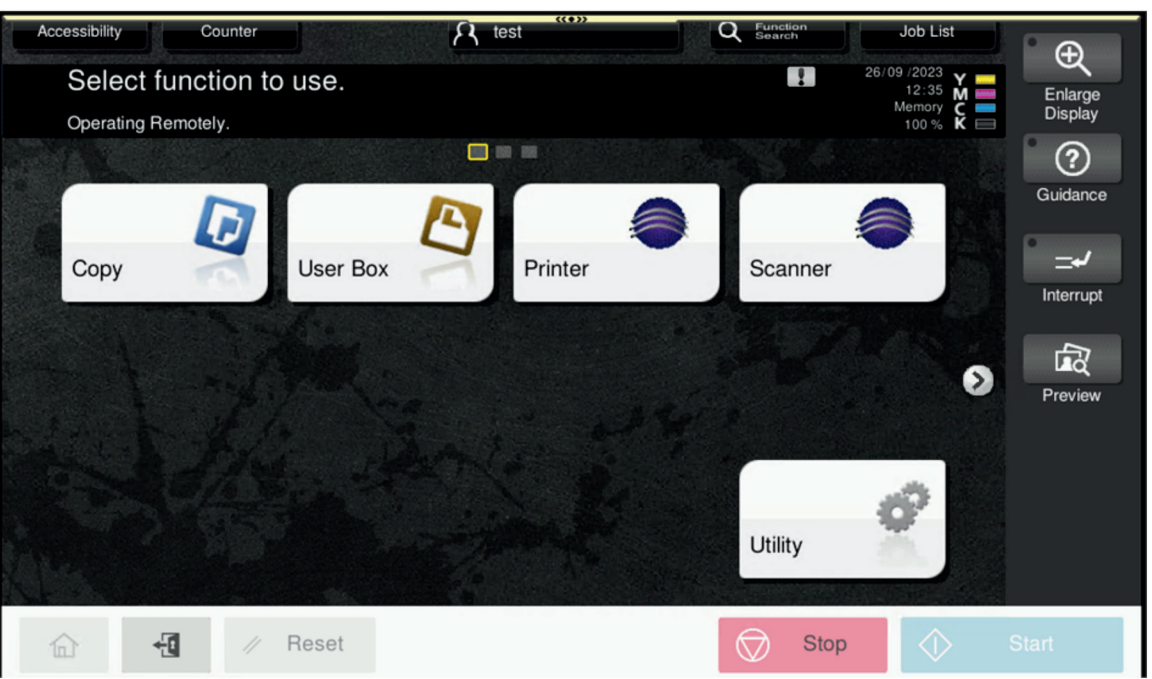 Accessibility
Counter
test
Function
Search
Job List
Select function to use.
Operating Remotely.
26/09 /2023
12:35
Memory
100 %
Y
M
C
K
Enlarge
Display
Guidance
Interrupt
Preview
Copy
User Box
Printer
Scanner
Utility
Reset
Stop
Start